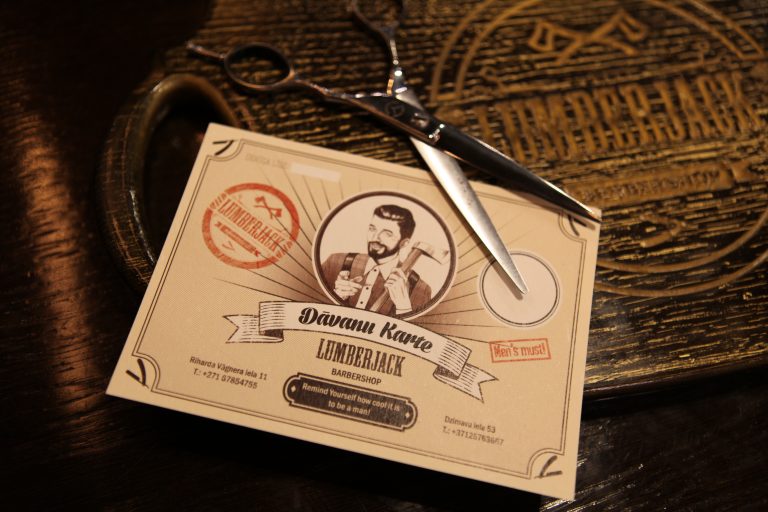 LUMBERJACK
LUMBERJACK
Dāvanu Karte
LUMBERJACK
BARBERSHOP
Men's must!
Riharda Vāgnera iela 11
T.: +271 67854755
Remind Yourself how cool it is
to be a man!
Dzirnavu iela 53